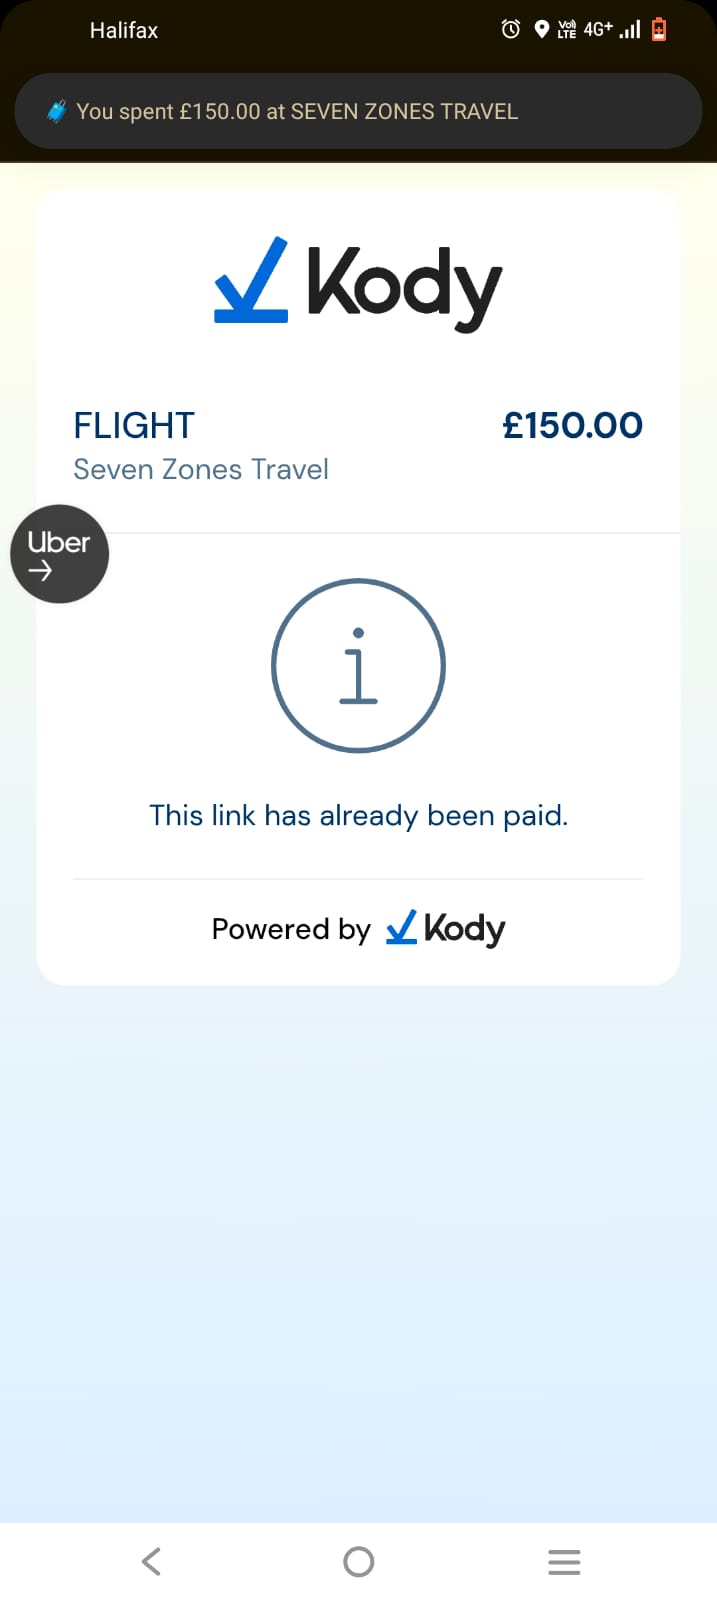 Halifax
Vo)) LTE 4G+
🧳 You spent £150.00 at SEVEN ZONES TRAVEL
Kody
FLIGHT £150.00
Seven Zones Travel
Uber
→
i
This link has already been paid.
Powered by Kody